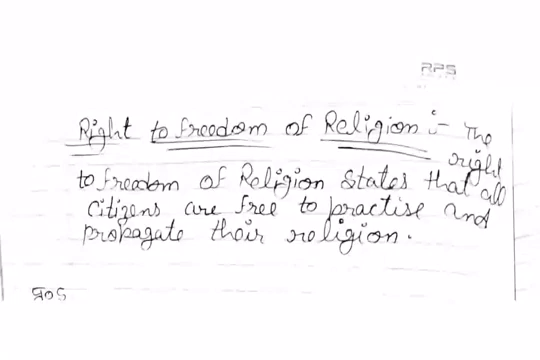 RPS
Right to freedom of Religion :- The
right
to freedom of Religion States that all
citizens are free to practise and
propagate their religion.